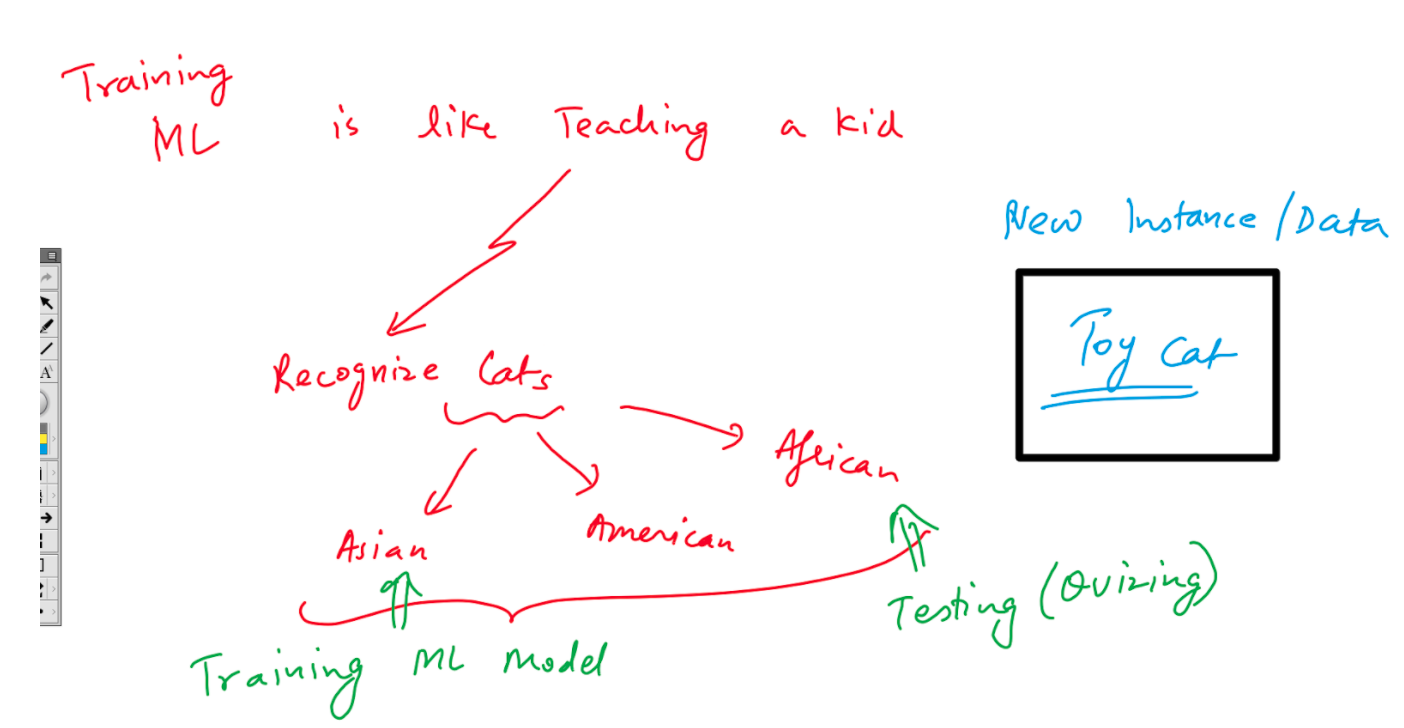 Training
ML is like Teaching a kid
New Instance/Data
Toy Cat
Recognize Cats
African
Asian
American
Testing (Quizing)
Training ML Model